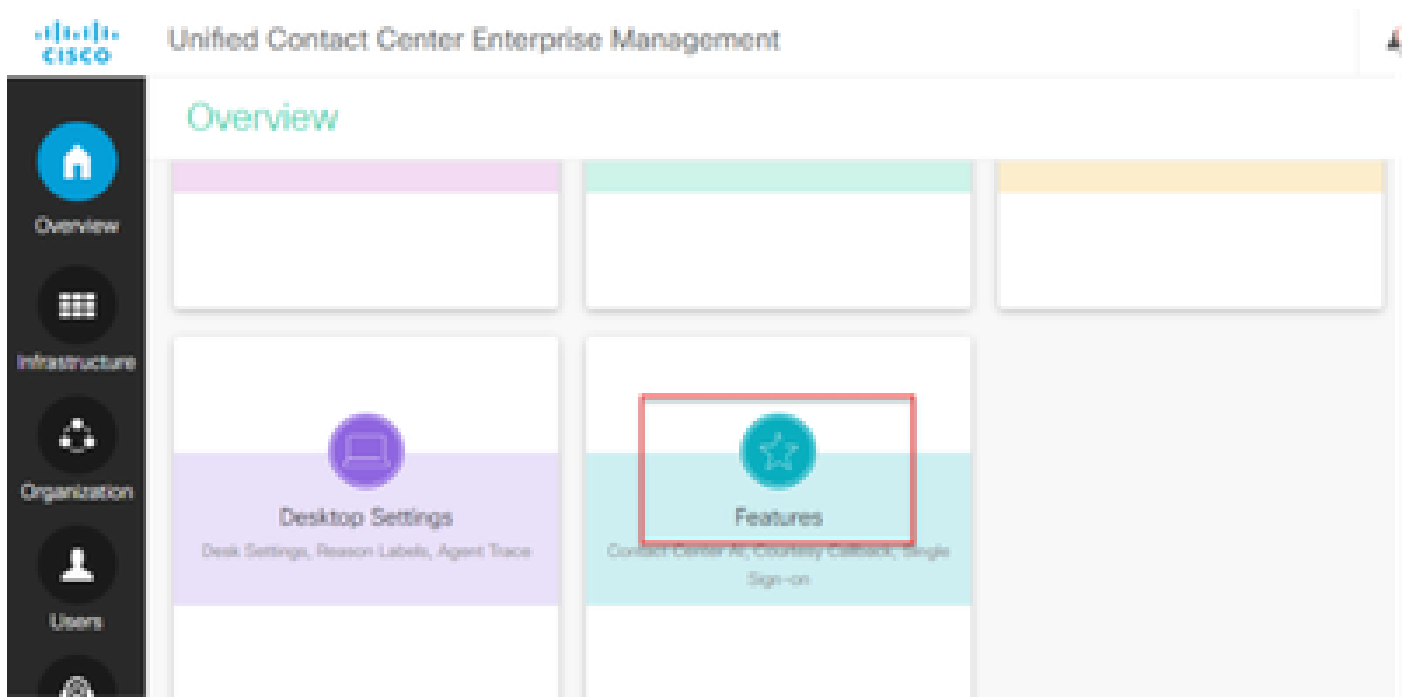 CISCO
Unified Contact Center Enterprise Management
Overview
Overview
Infrastructure
Organization
Users
Desktop Settings
Desk Settings, Reason Labels, Agent Trace
Features
Contact Center AI, Courtesy Callback, Single
Sign-on